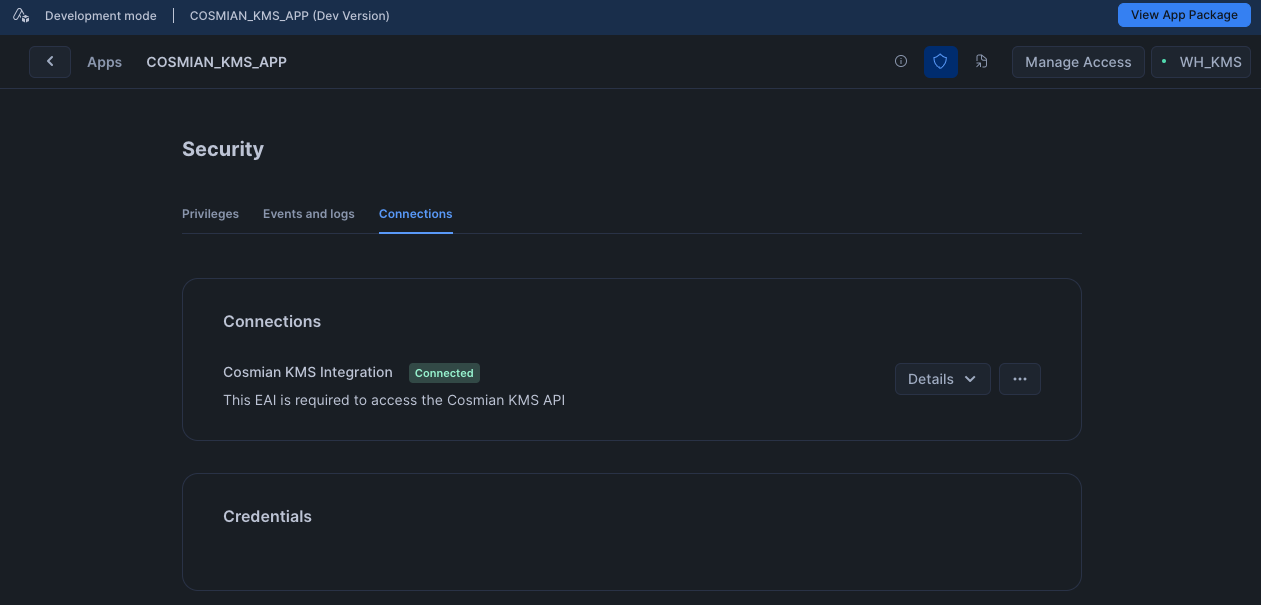 Development mode | COSMIAN_KMS_APP (Dev Version) View App Package
Apps COSMIAN_KMS_APP Manage Access WH_KMS
Security
Privileges Events and logs Connections
Connections
Cosmian KMS Integration Connected Details ...
This EAI is required to access the Cosmian KMS API
Credentials